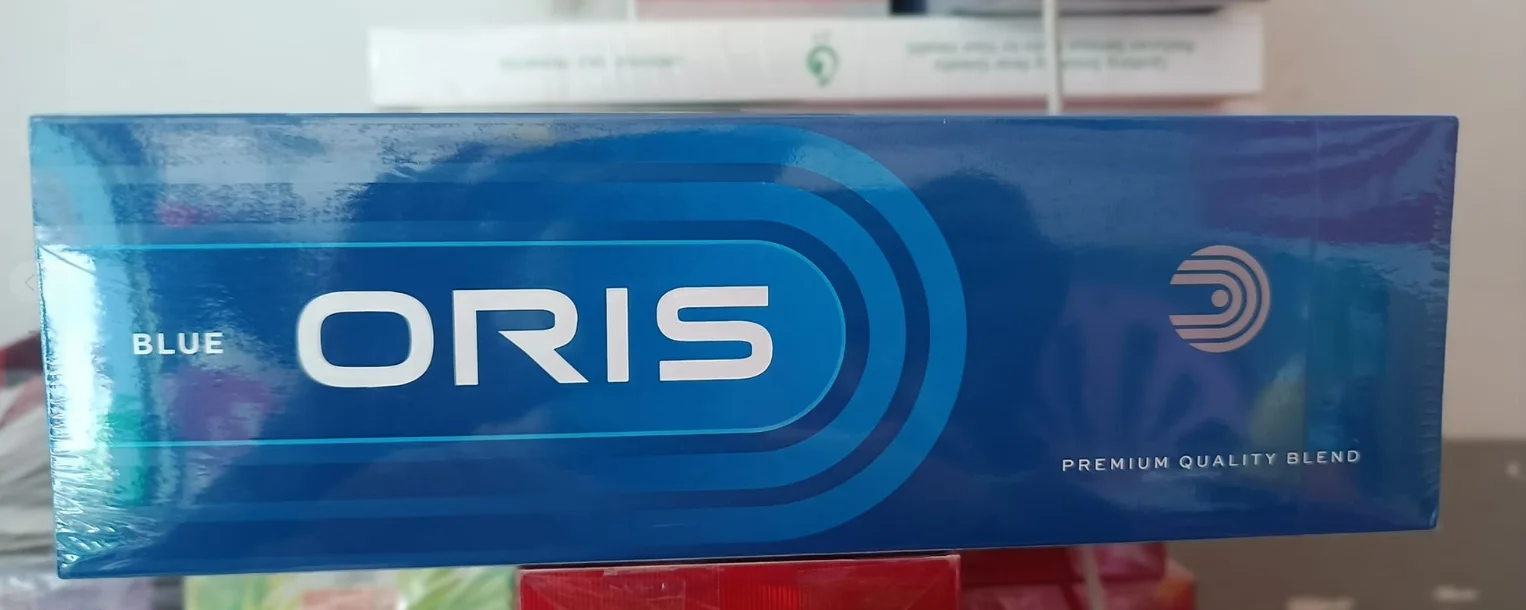 BLUE
ORIS
PREMIUM QUALITY BLEND